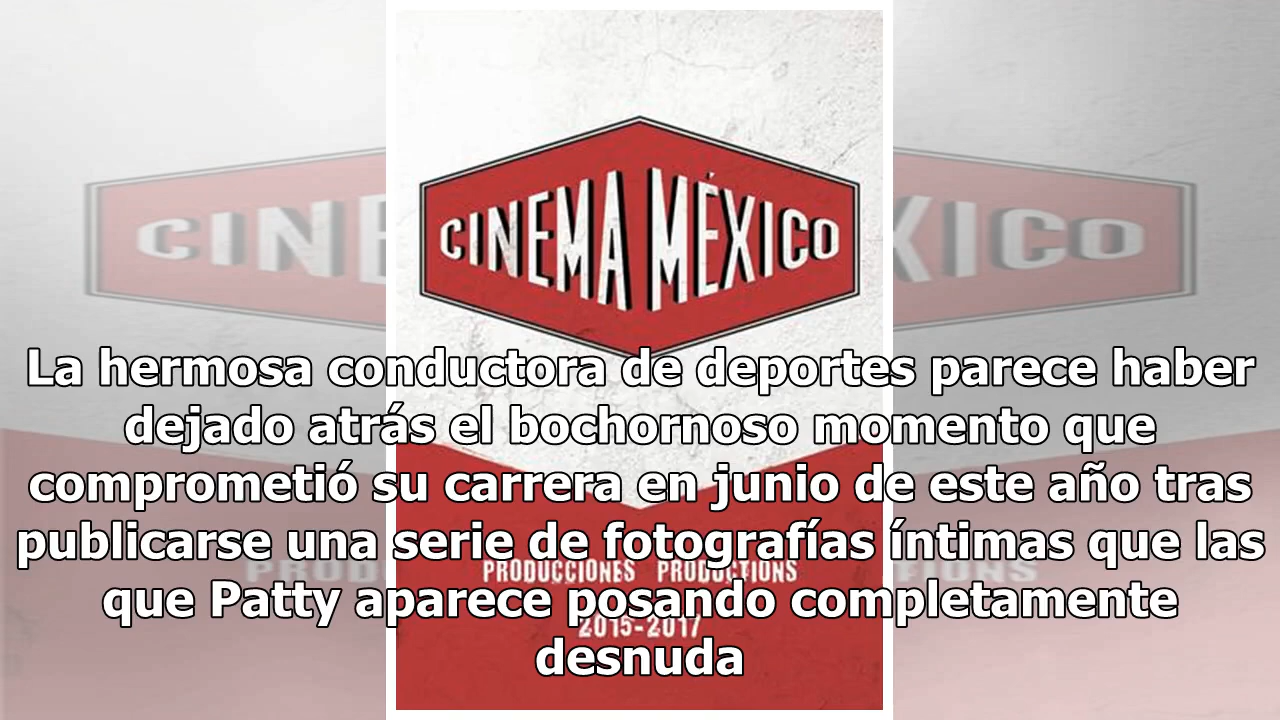 CINEMA MÉXICO
La hermosa conductora de deportes parece haber
dejado atrás el bochornoso momento que
comprometió su carrera en junio de este año tras
publicarse una serie de fotografías íntimas que las
PRODUCCIONES PRODUCTIONS
que Patty aparece posando completamente
2015-2017
desnuda